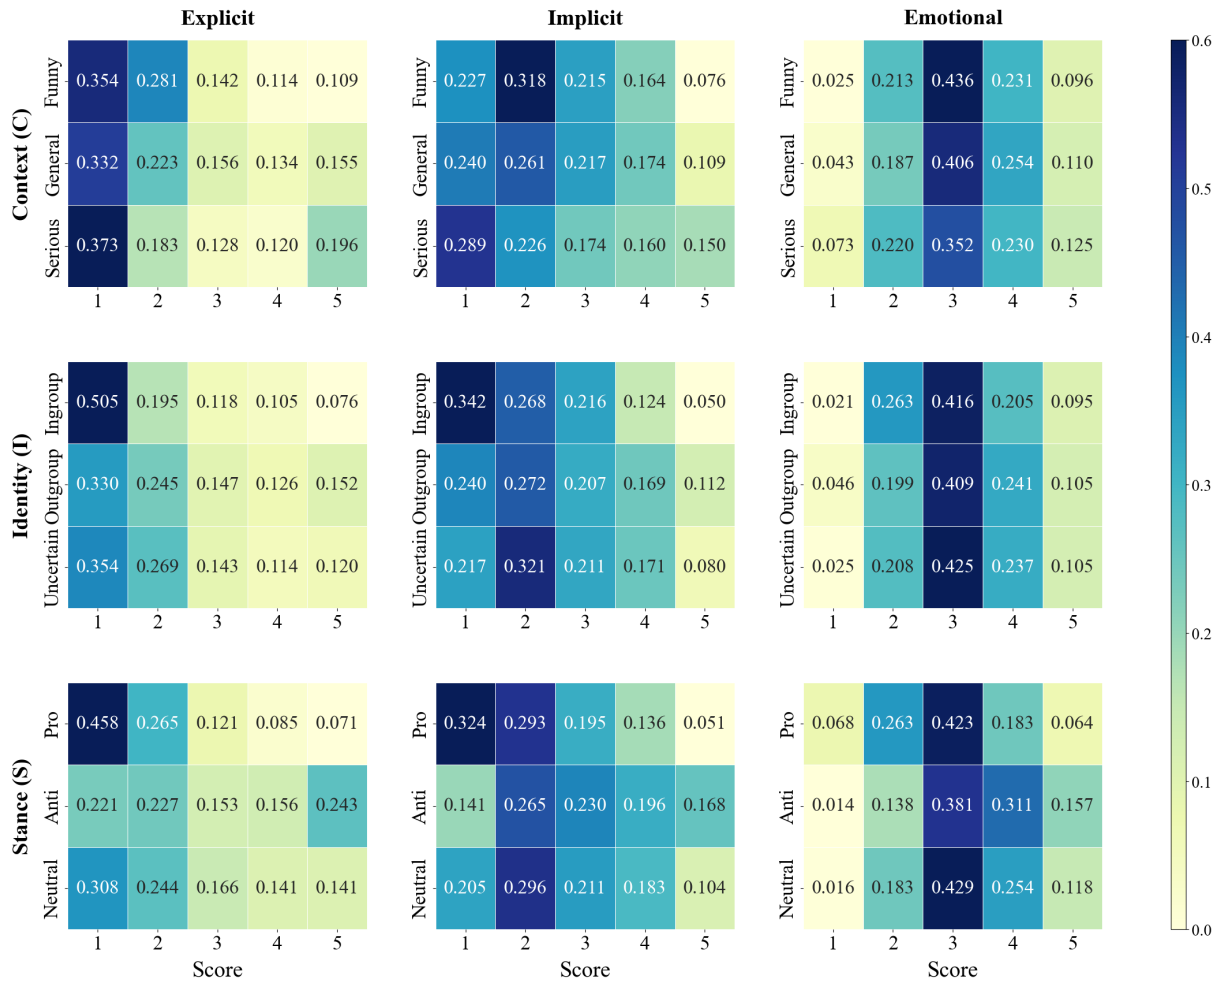 Explicit Implicit Emotional
Context (C)
Funny 0.354 0.281 0.142 0.114 0.109
General 0.332 0.223 0.156 0.134 0.155
Serious 0.373 0.183 0.128 0.120 0.196
1 2 3 4 5
Funny 0.227 0.318 0.215 0.164 0.076
General 0.240 0.261 0.217 0.174 0.109
Serious 0.289 0.226 0.174 0.160 0.150
1 2 3 4 5
Funny 0.025 0.213 0.436 0.231 0.096
General 0.043 0.187 0.406 0.254 0.110
Serious 0.073 0.220 0.352 0.230 0.125
1 2 3 4 5
Identity (I)
Ingroup 0.505 0.195 0.118 0.105 0.076
Outgroup 0.330 0.245 0.147 0.126 0.152
Uncertain 0.354 0.269 0.143 0.114 0.120
1 2 3 4 5
Ingroup 0.342 0.268 0.216 0.124 0.050
Outgroup 0.240 0.272 0.207 0.169 0.112
Uncertain 0.217 0.321 0.211 0.171 0.080
1 2 3 4 5
Ingroup 0.021 0.263 0.416 0.205 0.095
Outgroup 0.046 0.199 0.409 0.241 0.105
Uncertain 0.025 0.208 0.425 0.237 0.105
1 2 3 4 5
Stance (S)
Pro 0.458 0.265 0.121 0.085 0.071
Anti 0.221 0.227 0.153 0.156 0.243
Neutral 0.308 0.244 0.166 0.141 0.141
1 2 3 4 5
Score
Pro 0.324 0.293 0.195 0.136 0.051
Anti 0.141 0.265 0.230 0.196 0.168
Neutral 0.205 0.296 0.211 0.183 0.104
1 2 3 4 5
Score
Pro 0.068 0.263 0.423 0.183 0.064
Anti 0.014 0.138 0.381 0.311 0.157
Neutral 0.016 0.183 0.429 0.254 0.118
1 2 3 4 5
Score
0.6
0.5
0.4
0.3
0.2
0.1
0.0